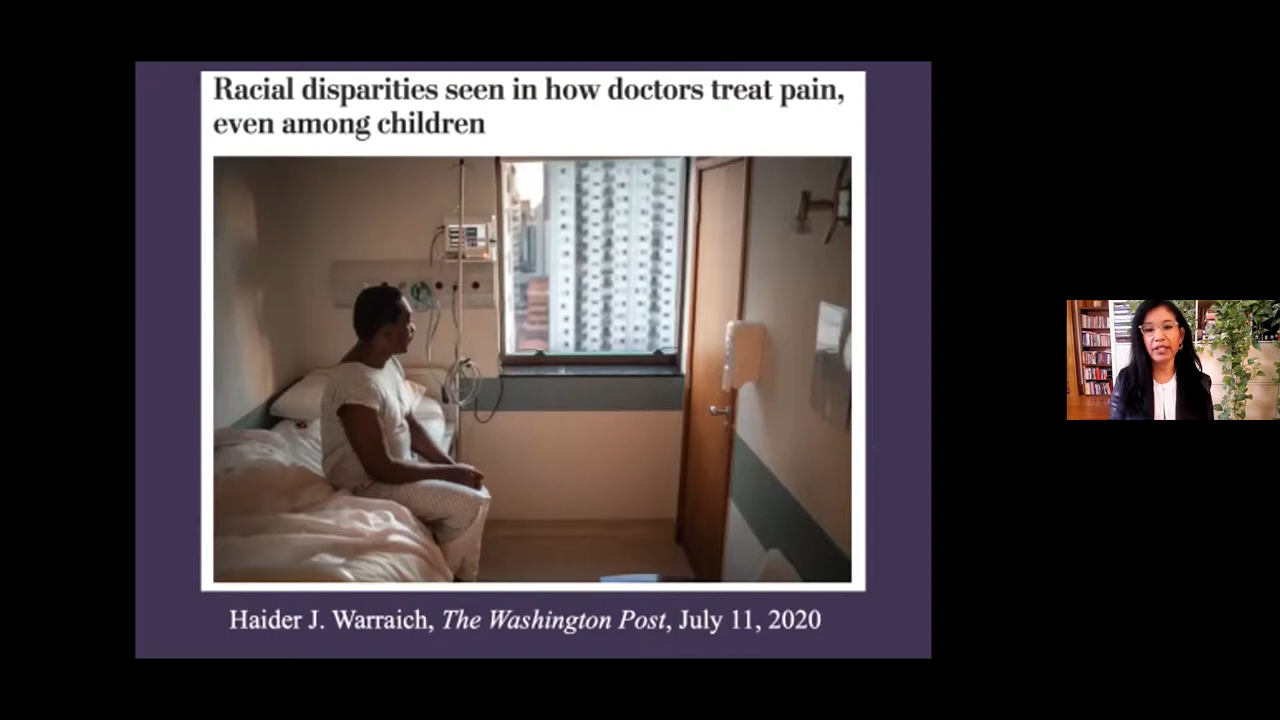 Racial disparities seen in how doctors treat pain,
even among children
Haider J. Warraich, The Washington Post, July 11, 2020